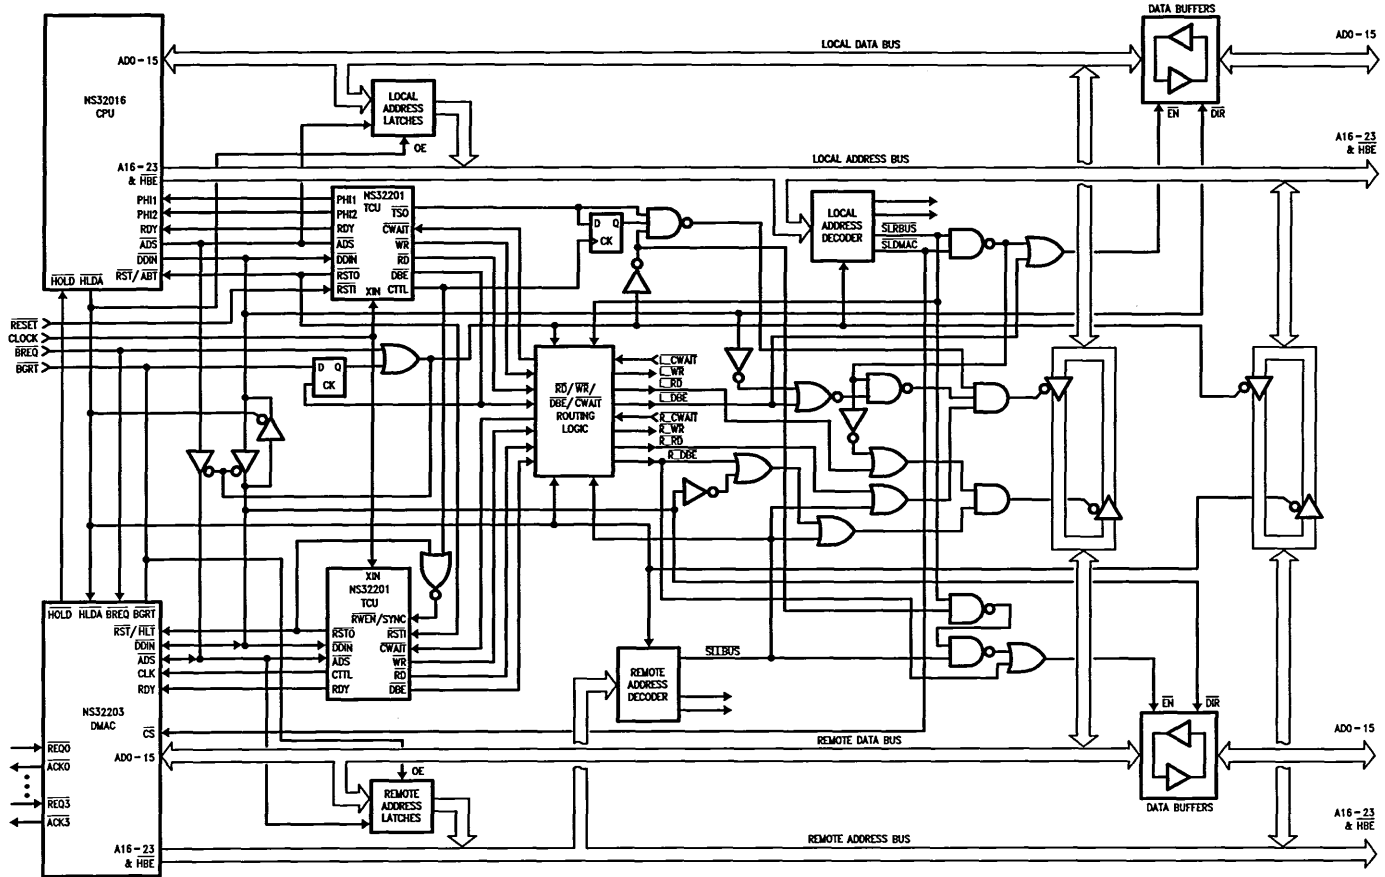 DATA BUFFERS
LOCAL DATA BUS
AD0-15
AD0-15
NS32016
CPU
LOCAL
ADDRESS
LATCHES
EN
DIR
OE
A16-23
& HBE
LOCAL ADDRESS BUS
A16-23
& HBE
PHI1
PHI2
RDY
ADS
DDIN
RST/ABT
HOLD HLDA
NS32201
TCU
PHI1
PHI2
RDY
ADS
DDIN
RSTO
RSTI
XIN
TSO
CWAIT
WR
RD
DBE
CTTL
D Q
CK
LOCAL
ADDRESS
DECODER
SLRBUS
SLDMAC
RESET
CLOCK
BREQ
BGRT
D Q
CK
RD/WR/
DBE/CWAIT
ROUTING
LOGIC
L_CWAIT
L_WR
L_RD
L_DBE
R_CWAIT
R_WR
R_RD
R_DBE
XIN
NS32201
TCU
RWEN/SYNC
RSTO
DDIN
ADS
CTTL
RDY
RSTI
CWAIT
WR
RD
DBE
HOLD HLDA BREQ BGRT
RST/HLT
DDIN
ADS
CLK
RDY
NS32203
DMAC
CS
AD0-15
REQ0
ACK0
REQ3
ACK3
A16-23
& HBE
REMOTE
ADDRESS
DECODER
SLLBUS
REMOTE DATA BUS
OE
REMOTE
ADDRESS
LATCHES
REMOTE ADDRESS BUS
EN
DIR
DATA BUFFERS
AD0-15
A16-23
& HBE